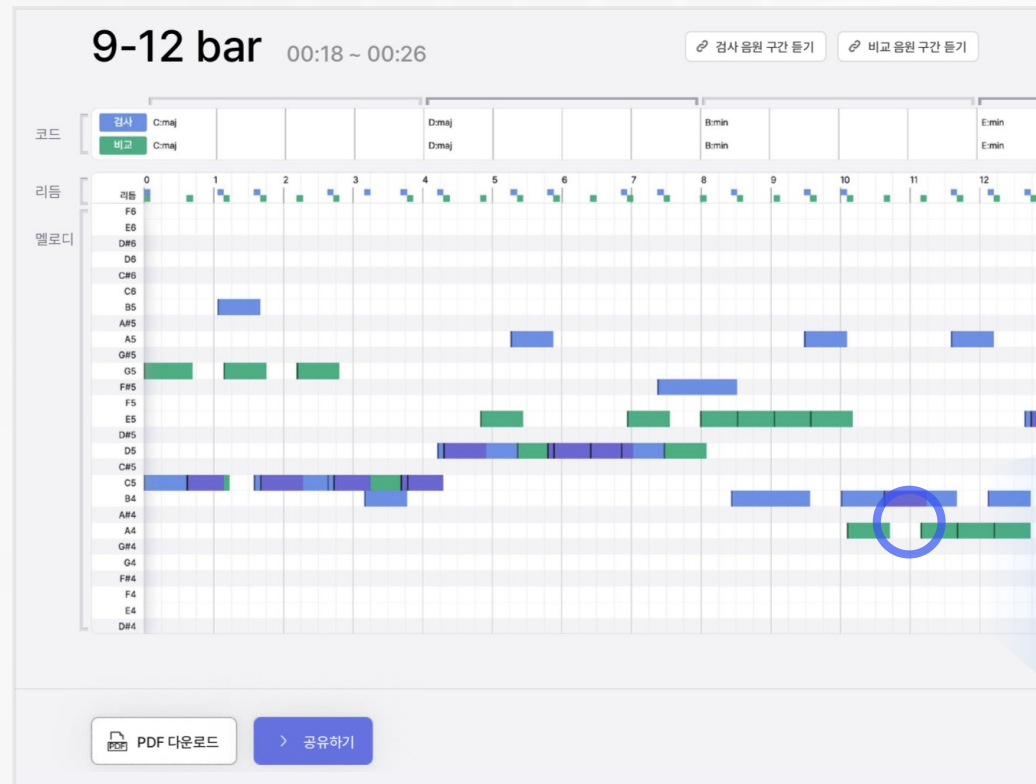 9-12 bar 00:18 ~ 00:26
검사 음원 구간 듣기
비교 음원 구간 듣기
코드
검사 C:maj D:maj B:min E:min
비교 C:maj D:maj B:min E:min
리듬
0 1 2 3 4 5 6 7 8 9 10 11 12
리듬
멜로디
F6
E6
D#6
D6
C#6
C6
B5
A#5
A5
G#5
G5
F#5
F5
E5
D#5
D5
C#5
C5
B4
A#4
A4
G#4
G4
F#4
F4
E4
D#4
PDF PDF 다운로드
공유하기